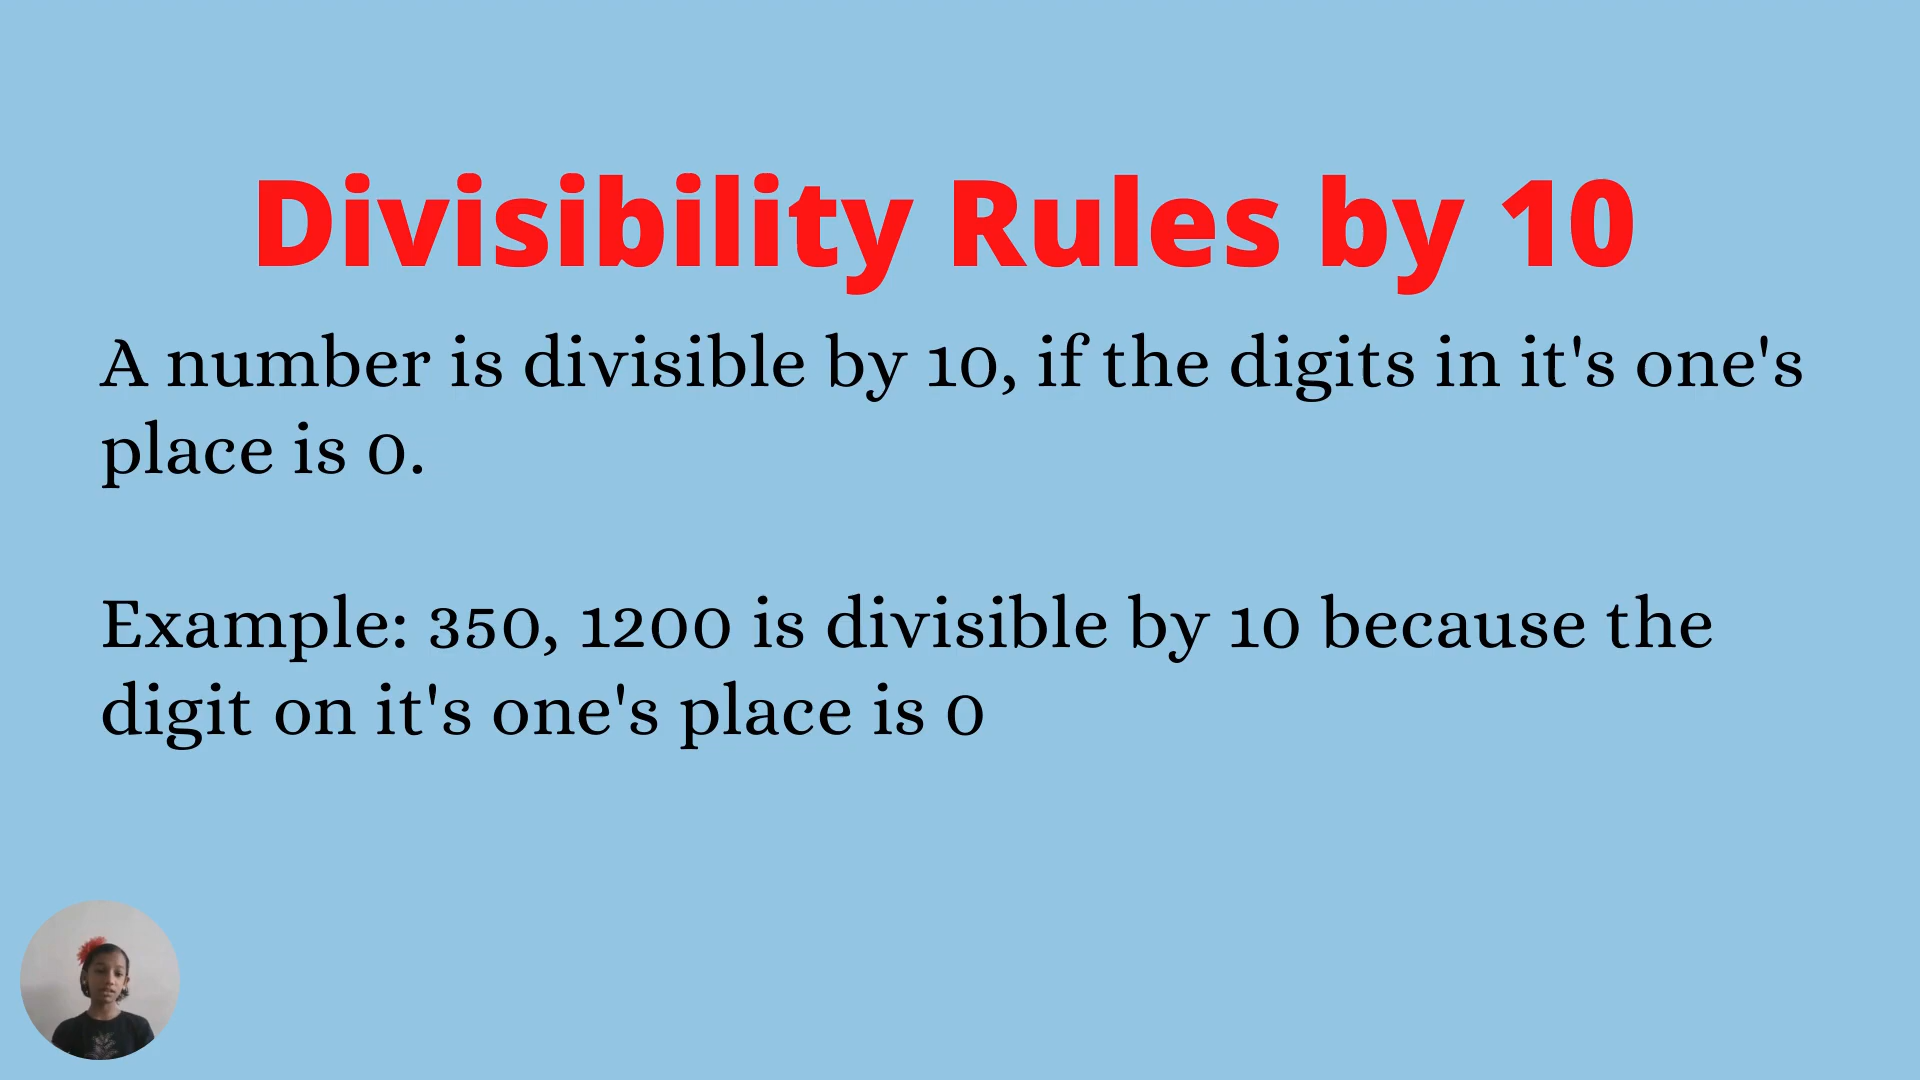 Divisibility Rules by 10
A number is divisible by 10, if the digits in it's one's
place is 0.
Example: 350, 1200 is divisible by 10 because the
digit on it's one's place is 0